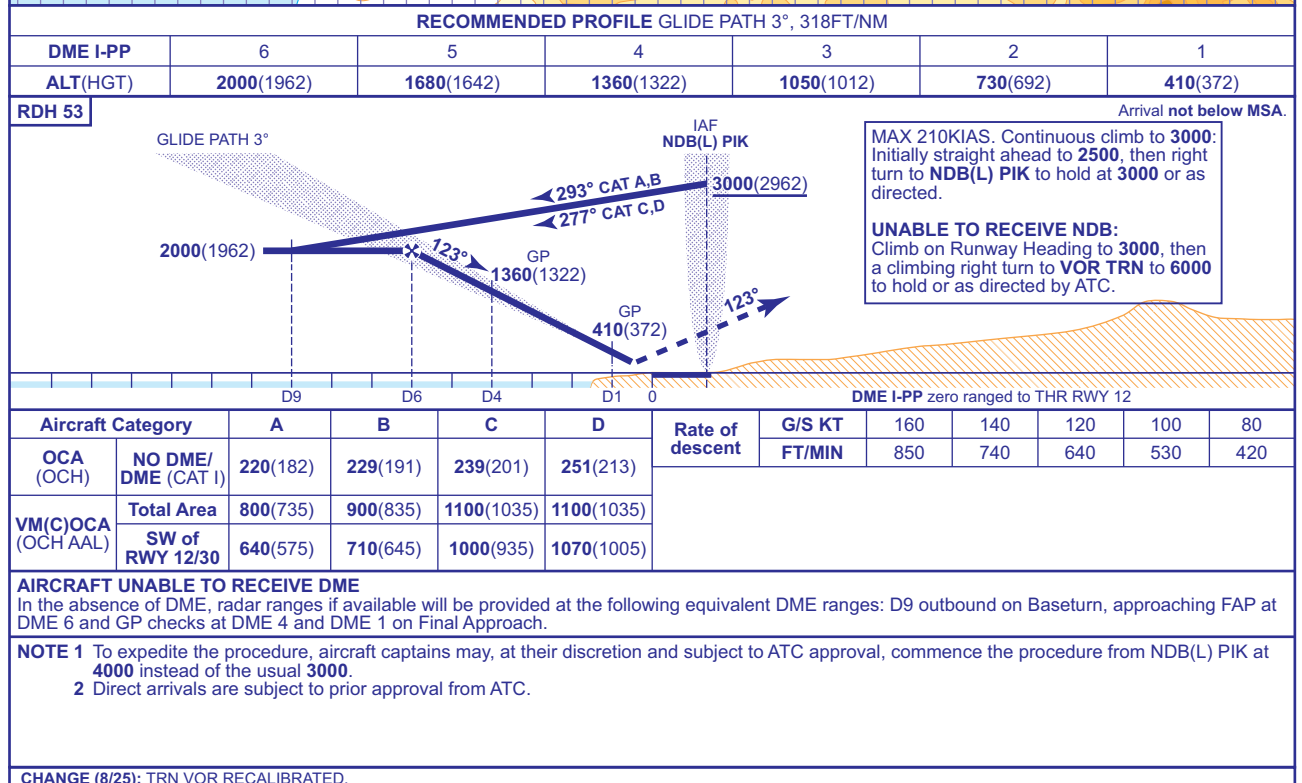 RECOMMENDED PROFILE GLIDE PATH 3°, 318FT/NM
DME I-PP 6 5 4 3 2 1
ALT(HGT) 2000(1962) 1680(1642) 1360(1322) 1050(1012) 730(692) 410(372)
RDH 53
Arrival not below MSA.
GLIDE PATH 3°
IAF
NDB(L) PIK
MAX 210KIAS. Continuous climb to 3000:
Initially straight ahead to 2500, then right
turn to NDB(L) PIK to hold at 3000 or as
directed.
UNABLE TO RECEIVE NDB:
Climb on Runway Heading to 3000, then
a climbing right turn to VOR TRN to 6000
to hold or as directed by ATC.
293° CAT A,B
277° CAT C,D
3000(2962)
2000(1962)
123°
GP
1360(1322)
GP
410(372)
123°
D9 D6 D4 D1 0
DME I-PP zero ranged to THR RWY 12
Aircraft Category A B C D
OCA
(OCH)
NO DME/
DME (CAT I)
220(182) 229(191) 239(201) 251(213)
VM(C)OCA
(OCH AAL)
Total Area 800(735) 900(835) 1100(1035) 1100(1035)
SW of
RWY 12/30
640(575) 710(645) 1000(935) 1070(1005)
Rate of
descent
G/S KT 160 140 120 100 80
FT/MIN 850 740 640 530 420
AIRCRAFT UNABLE TO RECEIVE DME
In the absence of DME, radar ranges if available will be provided at the following equivalent DME ranges: D9 outbound on Baseturn, approaching FAP at
DME 6 and GP checks at DME 4 and DME 1 on Final Approach.
NOTE 1 To expedite the procedure, aircraft captains may, at their discretion and subject to ATC approval, commence the procedure from NDB(L) PIK at
4000 instead of the usual 3000.
2 Direct arrivals are subject to prior approval from ATC.
CHANGE (8/25): TRN VOR RECALIBRATED.